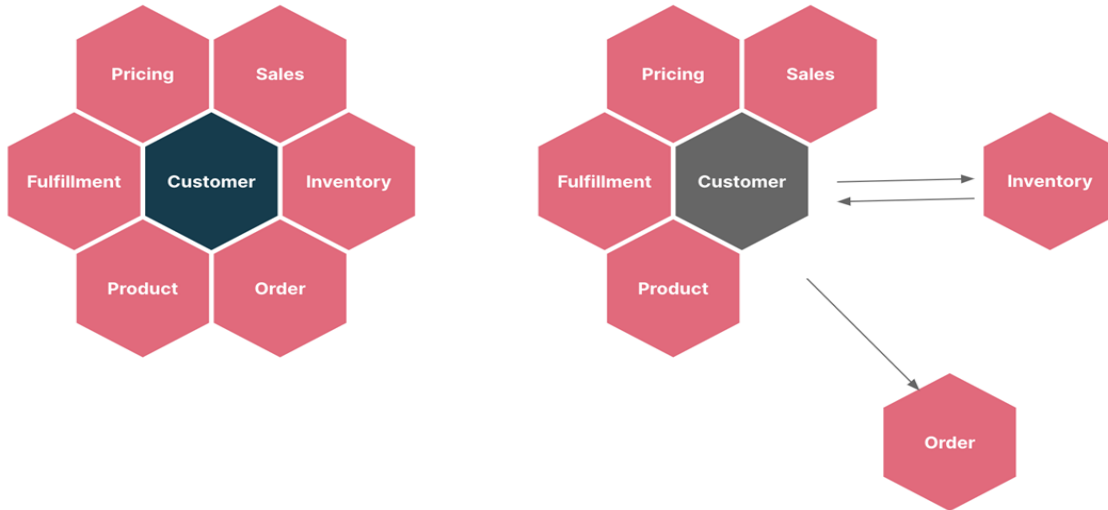 Pricing
Sales
Fulfillment
Customer
Inventory
Product
Order
Pricing
Sales
Fulfillment
Customer
Inventory
Product
Order